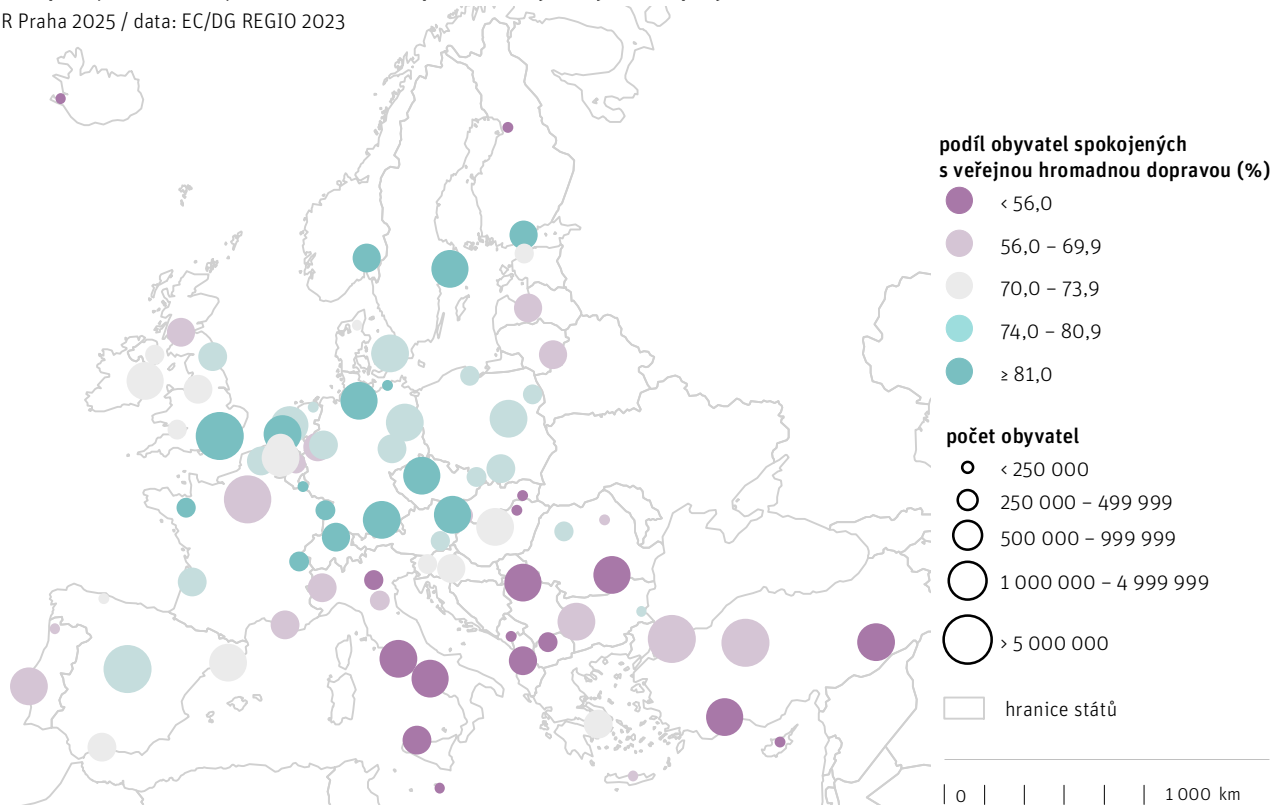 R Praha 2025 / data: EC/DG REGIO 2023
podíl obyvatel spokojených
s veřejnou hromadnou dopravou (%)
< 56,0
56,0 – 69,9
70,0 – 73,9
74,0 – 80,9
≥ 81,0
počet obyvatel
< 250 000
250 000 – 499 999
500 000 – 999 999
1 000 000 – 4 999 999
> 5 000 000
hranice států
0 1 000 km